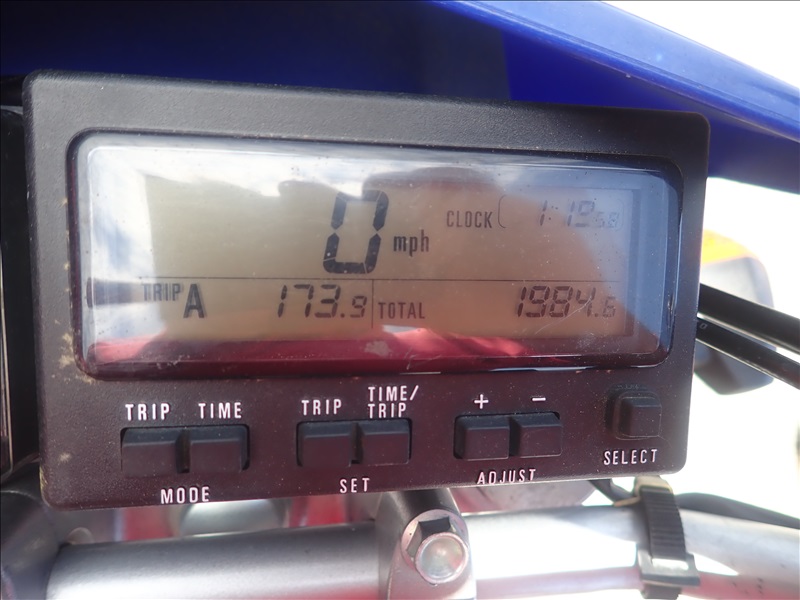 0 mph
CLOCK 1:19
TRIP A 173.9 TOTAL 1984.6
TRIP TIME TRIP TIME/TRIP + −
MODE SET ADJUST SELECT